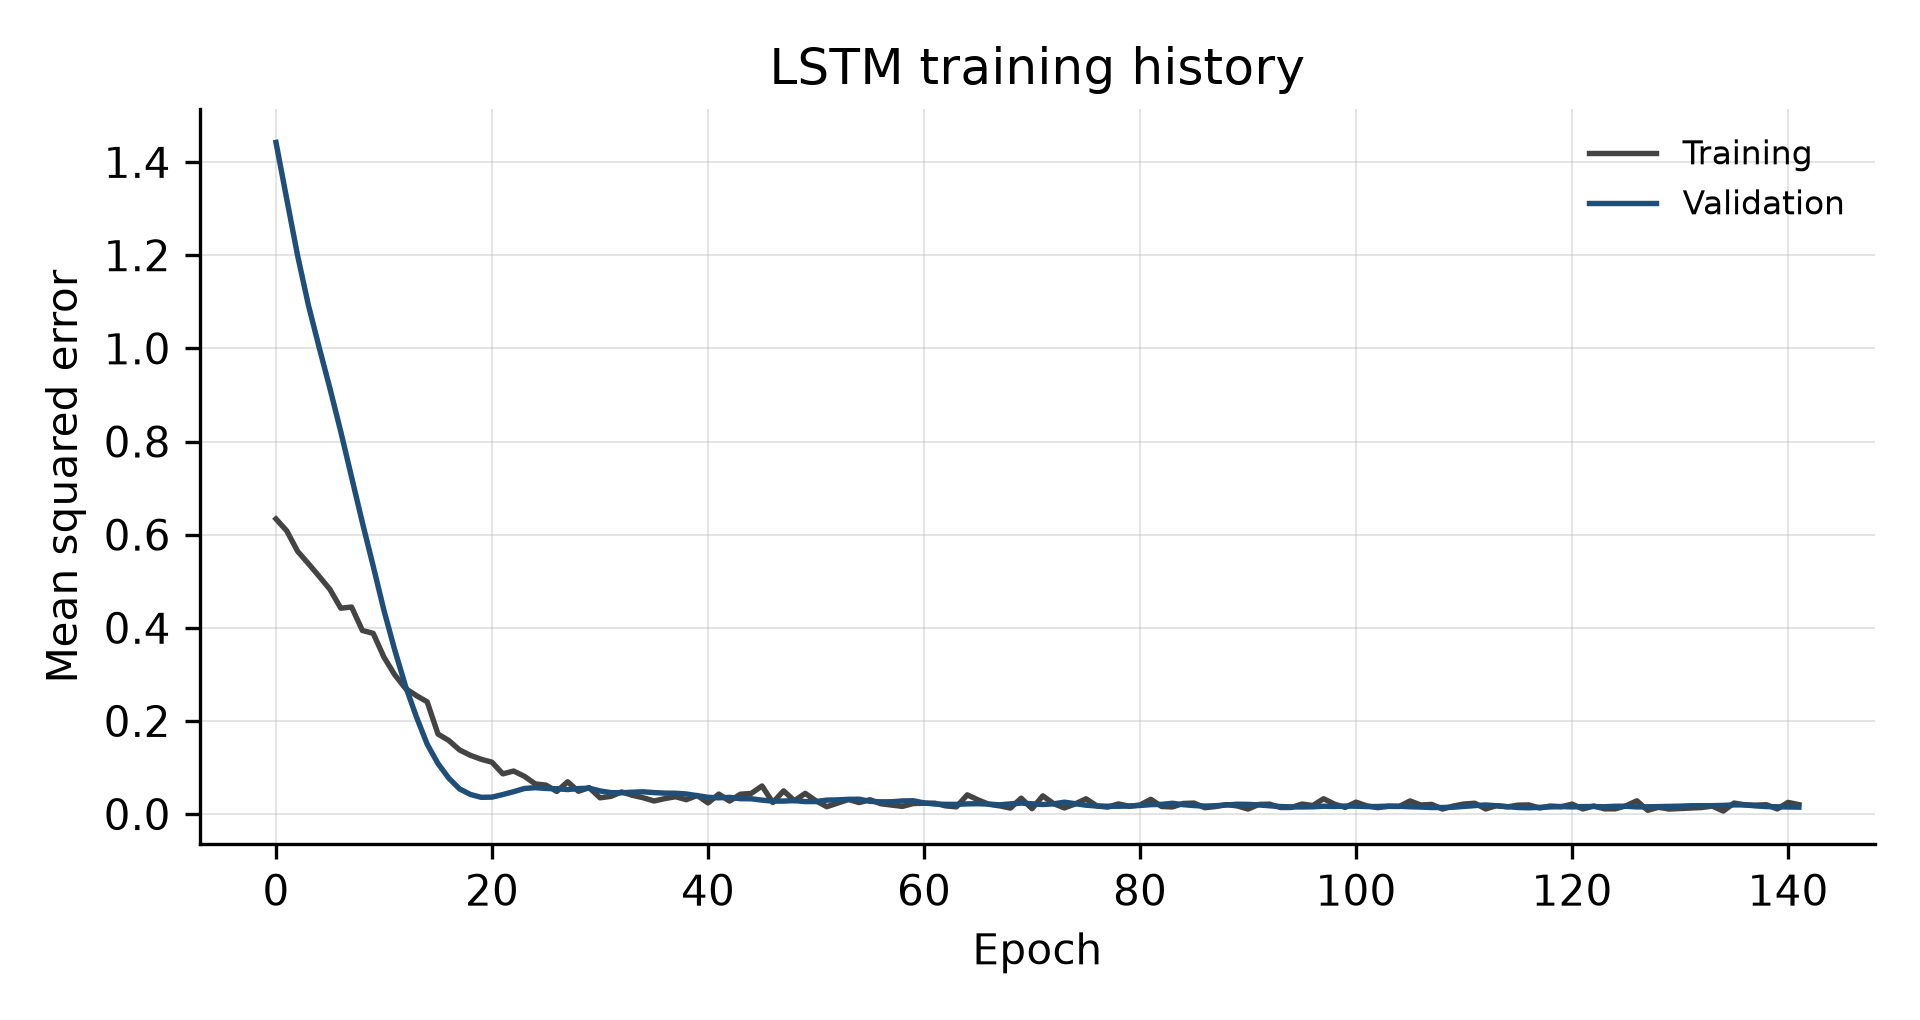 LSTM training history
Training
Validation
Mean squared error
1.4
1.2
1.0
0.8
0.6
0.4
0.2
0.0
0 20 40 60 80 100 120 140
Epoch